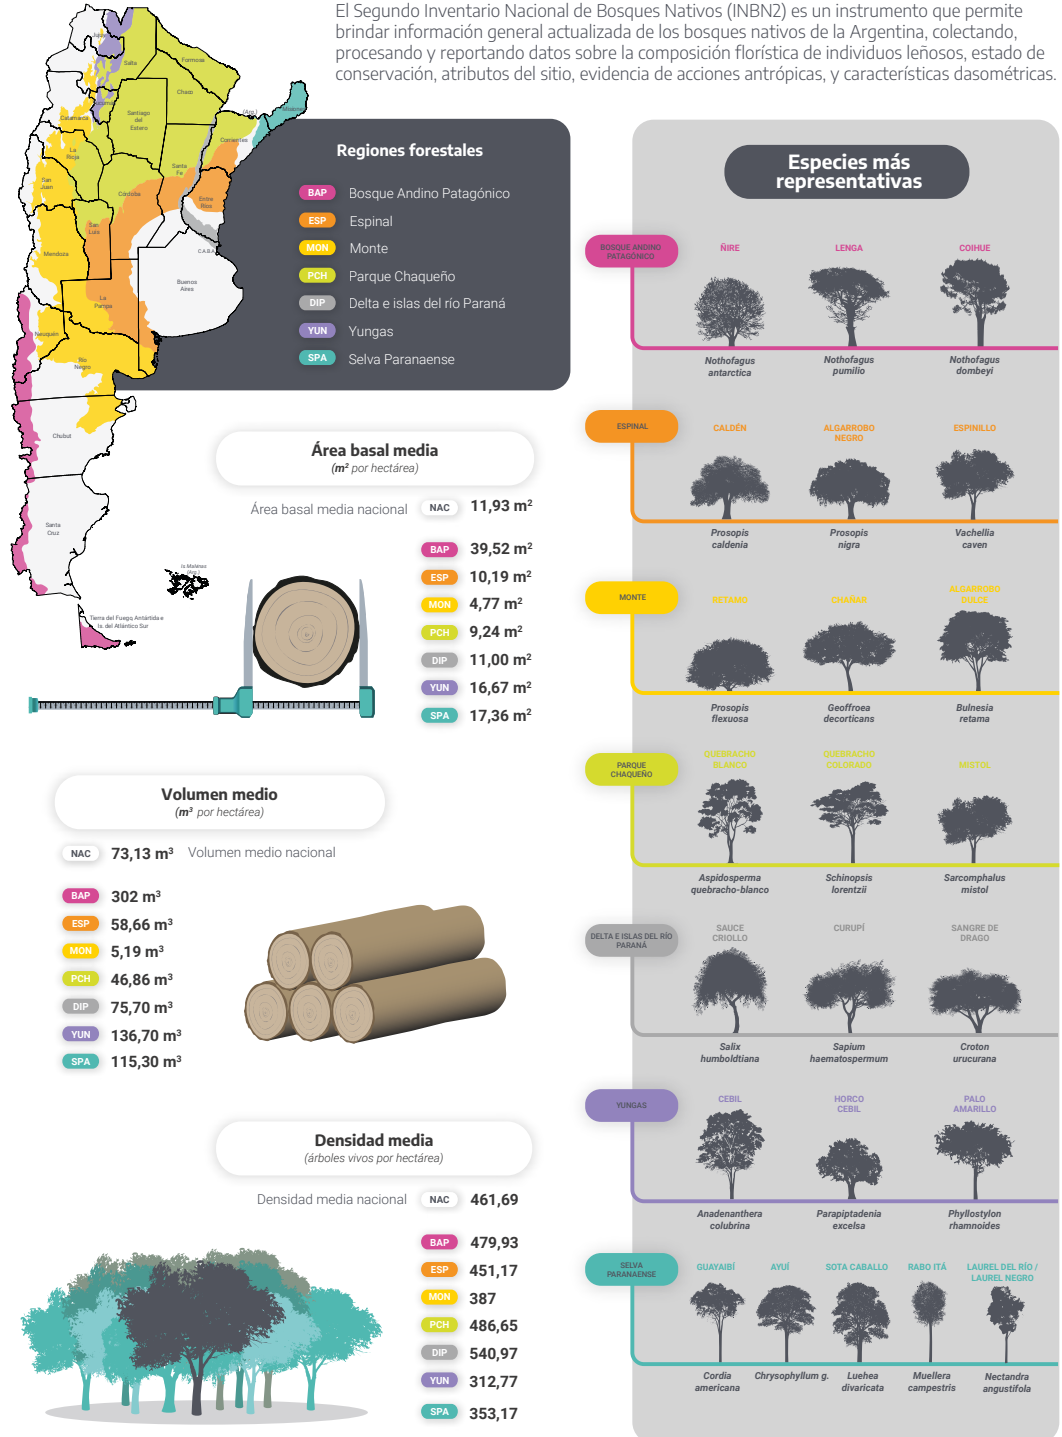 El Segundo Inventario Nacional de Bosques Nativos (INBN2) es un instrumento que permite
brindar información general actualizada de los bosques nativos de la Argentina, colectando,
procesando y reportando datos sobre la composición florística de individuos leñosos, estado de
conservación, atributos del sitio, evidencia de acciones antrópicas, y características dasométricas.
Jujuy
Salta
Formosa
Chaco
Tucumán
Catamarca
Santiago
del
Estero
(Arg.)
Misiones
Corrientes
La
Rioja
Santa
Fe
San
Juan
Córdoba
Entre
Ríos
San
Luis
Mendoza
C.A.B.A.
Buenos
Aires
La
Pampa
Neuquén
Río
Negro
Chubut
Santa
Cruz
Is. Malvinas
(Arg.)
Tierra del Fuego, Antártida e
Is. del Atlántico Sur
Regiones forestales
BAP Bosque Andino Patagónico
ESP Espinal
MON Monte
PCH Parque Chaqueño
DIP Delta e islas del río Paraná
YUN Yungas
SPA Selva Paranaense
Área basal media
(m² por hectárea)
Área basal media nacional NAC 11,93 m²
BAP 39,52 m²
ESP 10,19 m²
MON 4,77 m²
PCH 9,24 m²
DIP 11,00 m²
YUN 16,67 m²
SPA 17,36 m²
Volumen medio
(m³ por hectárea)
NAC 73,13 m³ Volumen medio nacional
BAP 302 m³
ESP 58,66 m³
MON 5,19 m³
PCH 46,86 m³
DIP 75,70 m³
YUN 136,70 m³
SPA 115,30 m³
Densidad media
(árboles vivos por hectárea)
Densidad media nacional NAC 461,69
BAP 479,93
ESP 451,17
MON 387
PCH 486,65
DIP 540,97
YUN 312,77
SPA 353,17
Especies más
representativas
BOSQUE ANDINO
PATAGÓNICO
ÑIRE LENGA COIHUE
Nothofagus Nothofagus Nothofagus
antarctica pumilio dombeyi
ESPINAL
CALDÉN ALGARROBO ESPINILLO
NEGRO
Prosopis Prosopis Vachellia
caldenia nigra caven
MONTE
RETAMO CHAÑAR ALGARROBO
DULCE
Prosopis Geoffroea Bulnesia
flexuosa decorticans retama
PARQUE
CHAQUEÑO
QUEBRACHO QUEBRACHO MISTOL
BLANCO COLORADO
Aspidosperma Schinopsis Sarcomphalus
quebracho-blanco lorentzii mistol
DELTA E ISLAS DEL RÍO
PARANÁ
SAUCE CURUPÍ SANGRE DE
CRIOLLO DRAGO
Salix Sapium Croton
humboldtiana haematospermum urucurana
YUNGAS
CEBIL HORCO PALO
CEBIL AMARILLO
Anadenanthera Parapiptadenia Phyllostylon
colubrina excelsa rhamnoides
SELVA
PARANAENSE
GUAYAIBÍ AYUÍ SOTA CABALLO RABO ITÁ LAUREL DEL RÍO /
LAUREL NEGRO
Cordia Chrysophyllum g. Luehea Muellera Nectandra
americana divaricata campestris angustifola